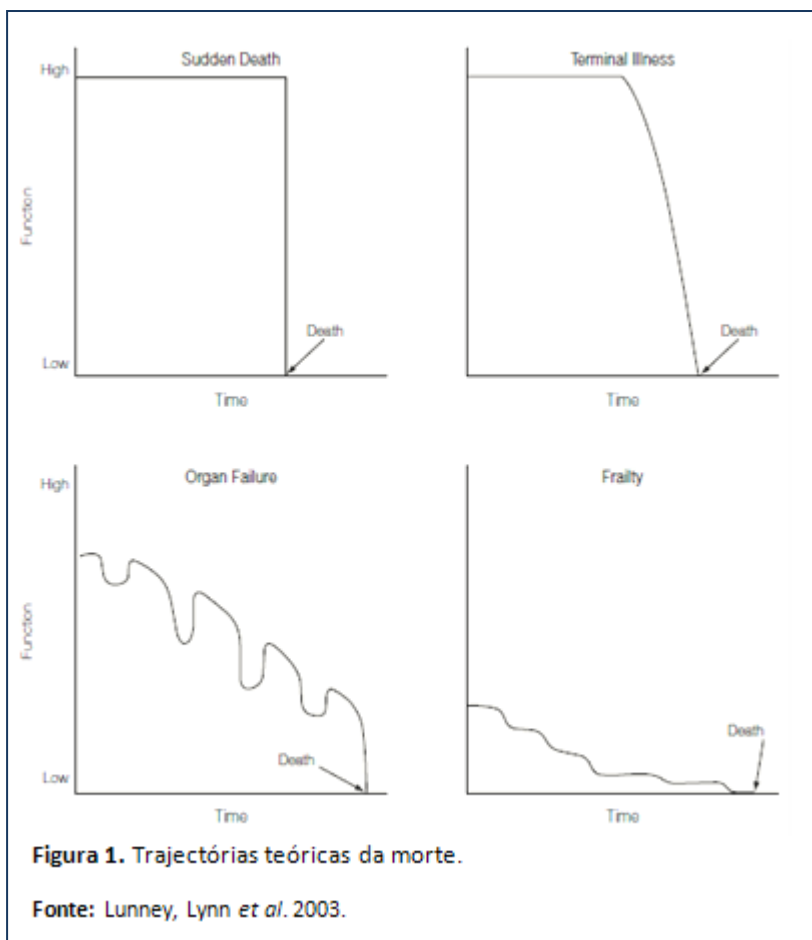 Sudden Death
High
Function
Low
Death
Time
Terminal Illness
Death
Time
Organ Failure
High
Function
Low
Death
Time
Frailty
Death
Time
Figura 1. Trajectórias teóricas da morte.
Fonte: Lunney, Lynn et al. 2003.